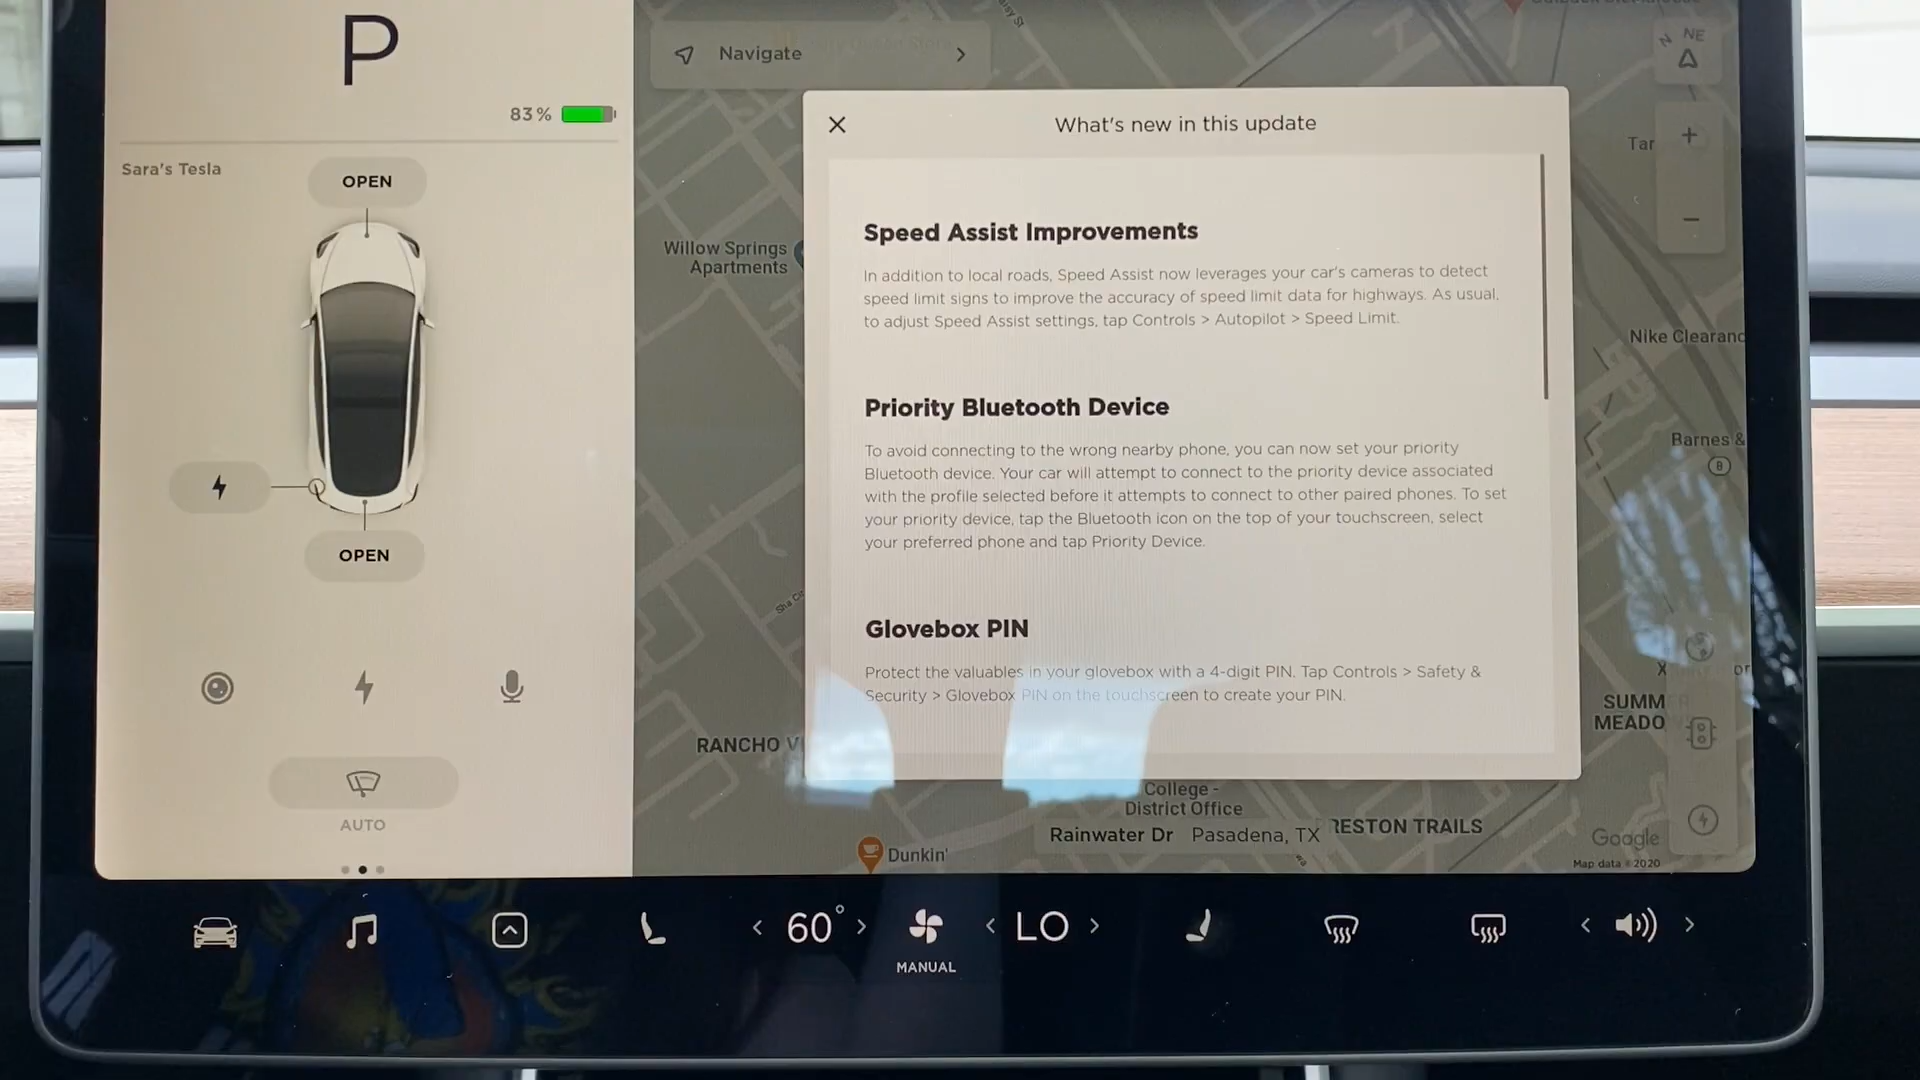 P
83%
Sara's Tesla
OPEN
OPEN
AUTO
Navigate
NE
N
What's new in this update
Speed Assist Improvements
In addition to local roads, Speed Assist now leverages your car's cameras to detect
speed limit signs to improve the accuracy of speed limit data for highways. As usual,
to adjust Speed Assist settings, tap Controls > Autopilot > Speed Limit.
Priority Bluetooth Device
To avoid connecting to the wrong nearby phone, you can now set your priority
Bluetooth device. Your car will attempt to connect to the priority device associated
with the profile selected before it attempts to connect to other paired phones. To set
your priority device, tap the Bluetooth icon on the top of your touchscreen, select
your preferred phone and tap Priority Device.
Glovebox PIN
Protect the valuables in your glovebox with a 4-digit PIN. Tap Controls > Safety &
Security > Glovebox PIN on the touchscreen to create your PIN.
Willow Springs
Apartments
Tar
Nike Clearanc
Barnes &
B
SUMM
MEADO
RANCHO V
College -
District Office
Rainwater Dr Pasadena, TX
RESTON TRAILS
Dunkin'
Google
Map data ©2020
< 60° >
MANUAL
< LO >
< >